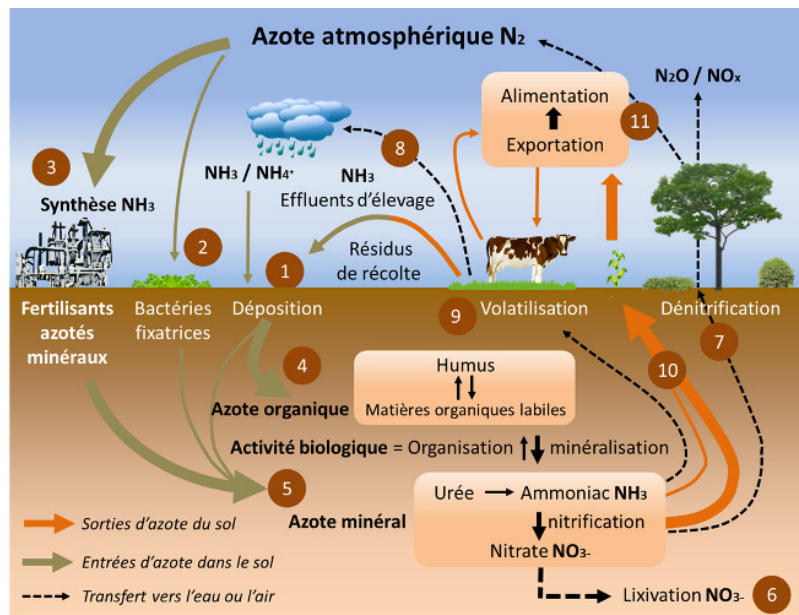 Azote atmosphérique N₂
N₂O / NOₓ
Alimentation
Exportation
11
8
3
Synthèse NH₃
NH₃ / NH₄⁺
NH₃
Effluents d'élevage
2
1
Résidus
de récolte
Fertilisants
azotés
minéraux
Bactéries
fixatrices
Déposition
9
Volatilisation
Dénitrification
7
10
4
Humus
Matières organiques labiles
Azote organique
Activité biologique = Organisation minéralisation
5
Azote minéral
Urée Ammoniac NH₃
nitrification
Nitrate NO₃-
Lixivation NO₃- 6
Sorties d'azote du sol
Entrées d'azote dans le sol
Transfert vers l'eau ou l'air